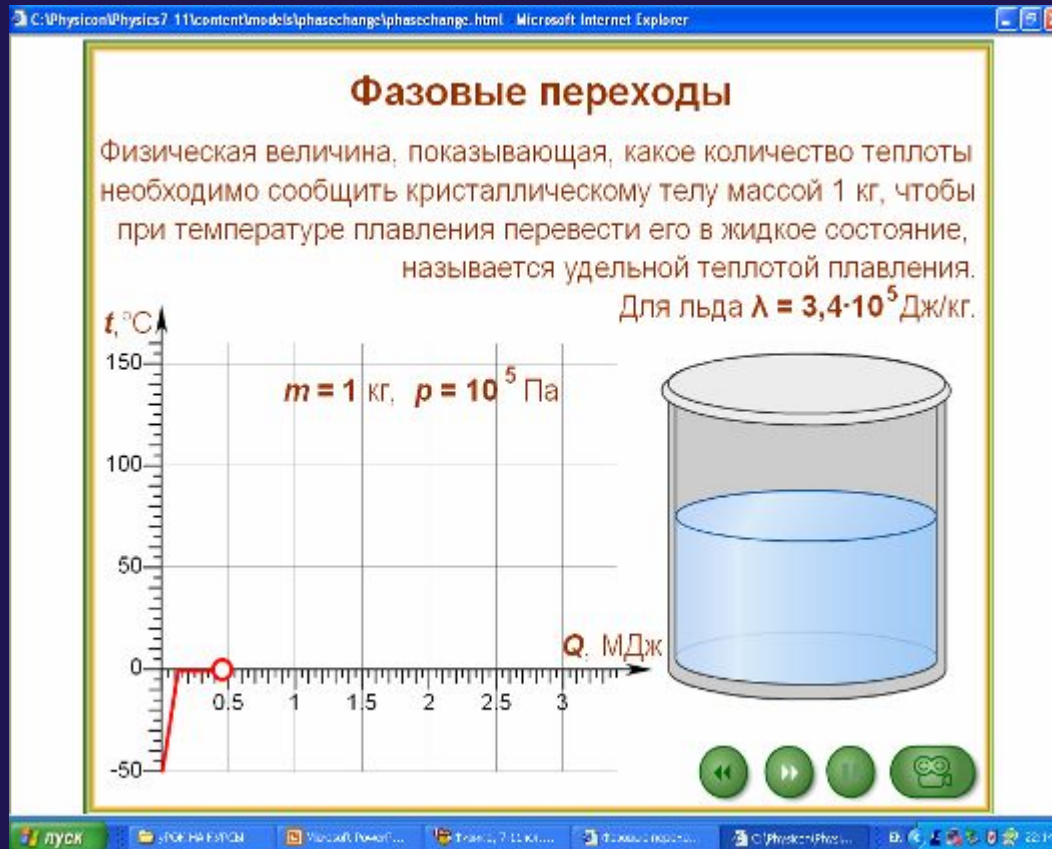 C:\Physicon\Physics7_11\content\models\phasechange\phasechange.html Microsoft Internet Explorer
Фазовые переходы
Физическая величина, показывающая, какое количество теплоты
необходимо сообщить кристаллическому телу массой 1 кг, чтобы
при температуре плавления перевести его в жидкое состояние,
называется удельной теплотой плавления.
Для льда λ = 3,4·10⁵ Дж/кг.
t, °C
150
m = 1 кг, p = 10⁵ Па
100
50
Q, МДж
0
0.5 1 1.5 2 2.5 3
-50
пуск
22:14